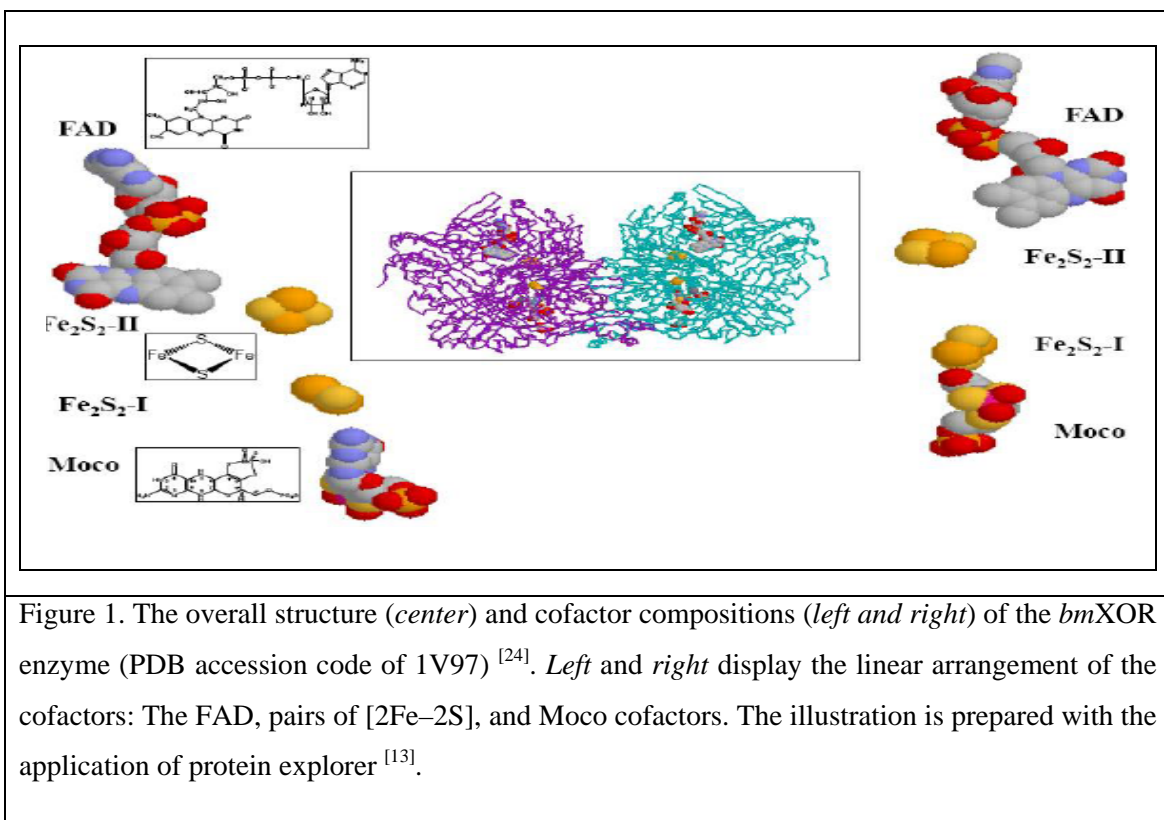 FAD
FAD
Fe₂S₂-II
Fe₂S₂-II
Fe
S
Fe
S
Fe₂S₂-I
Fe₂S₂-I
Moco
Moco
Figure 1. The overall structure (center) and cofactor compositions (left and right) of the bmXOR
enzyme (PDB accession code of 1V97) [24]. Left and right display the linear arrangement of the
cofactors: The FAD, pairs of [2Fe–2S], and Moco cofactors. The illustration is prepared with the
application of protein explorer [13].